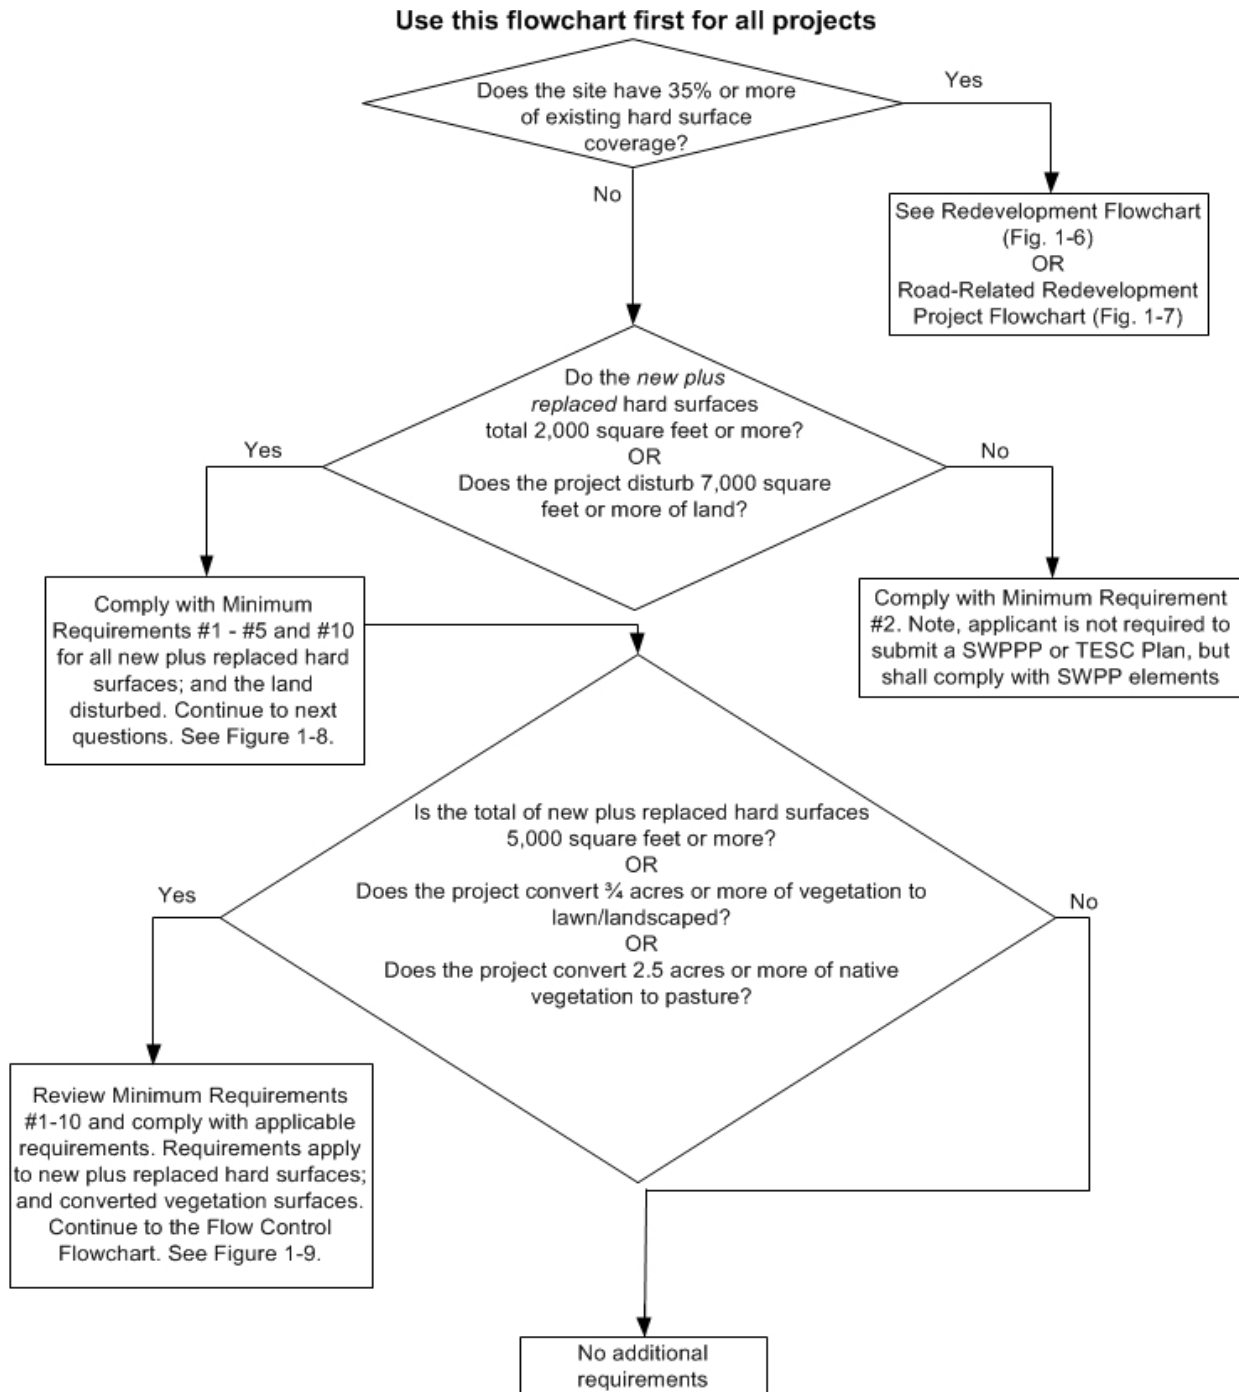 Use this flowchart first for all projects
Does the site have 35% or more
of existing hard surface
coverage?
Yes
No
See Redevelopment Flowchart
(Fig. 1-6)
OR
Road-Related Redevelopment
Project Flowchart (Fig. 1-7)
Do the new plus
replaced hard surfaces
total 2,000 square feet or more?
OR
Does the project disturb 7,000 square
feet or more of land?
Yes
No
Comply with Minimum
Requirements #1 - #5 and #10
for all new plus replaced hard
surfaces; and the land
disturbed. Continue to next
questions. See Figure 1-8.
Comply with Minimum Requirement
#2. Note, applicant is not required to
submit a SWPPP or TESC Plan, but
shall comply with SWPP elements
Is the total of new plus replaced hard surfaces
5,000 square feet or more?
OR
Does the project convert ¾ acres or more of vegetation to
lawn/landscaped?
OR
Does the project convert 2.5 acres or more of native
vegetation to pasture?
Yes
No
Review Minimum Requirements
#1-10 and comply with applicable
requirements. Requirements apply
to new plus replaced hard surfaces;
and converted vegetation surfaces.
Continue to the Flow Control
Flowchart. See Figure 1-9.
No additional
requirements